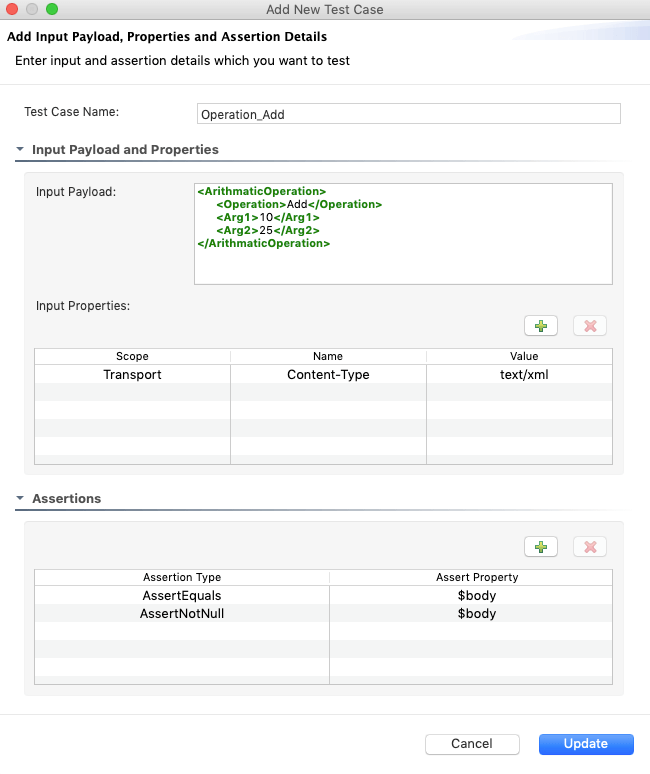 Add New Test Case
Add Input Payload, Properties and Assertion Details
Enter input and assertion details which you want to test
Test Case Name: Operation_Add
Input Payload and Properties
Input Payload: <ArithmaticOperation>
<Operation>Add</Operation>
<Arg1>10</Arg1>
<Arg2>25</Arg2>
</ArithmaticOperation>
Input Properties:
Scope Name Value
Transport Content-Type text/xml
Assertions
Assertion Type Assert Property
AssertEquals $body
AssertNotNull $body
Cancel Update